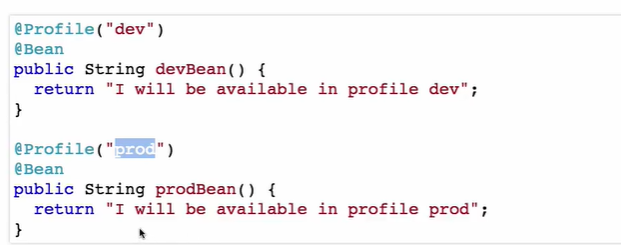 @Profile("dev")
@Bean
public String devBean() {
  return "I will be available in profile dev";
}

@Profile("prod")
@Bean
public String prodBean() {
  return "I will be available in profile prod";
}